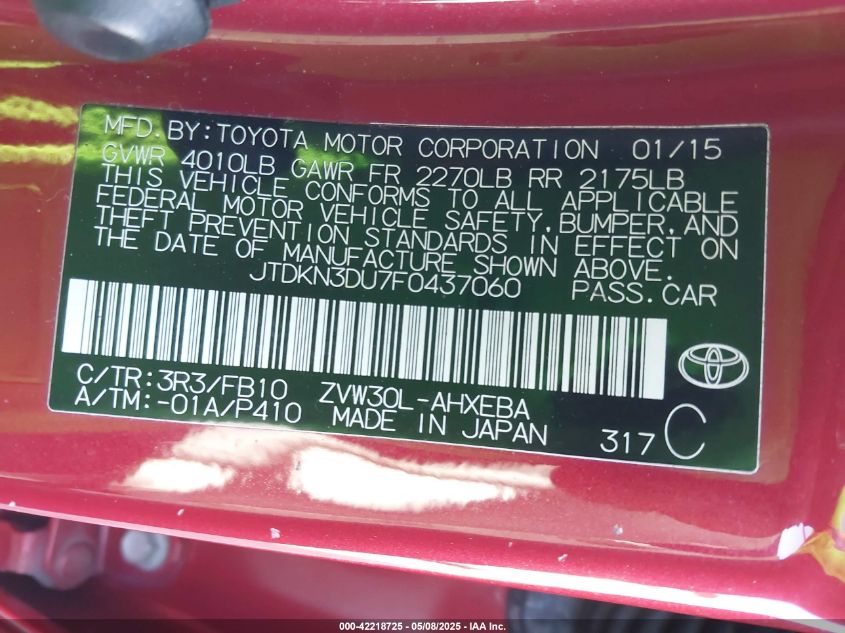 MFD. BY: TOYOTA MOTOR CORPORATION 01/15
GVWR 4010LB GAWR FR 2270LB RR 2175LB
THIS VEHICLE CONFORMS TO ALL APPLICABLE
FEDERAL MOTOR VEHICLE SAFETY, BUMPER, AND
THEFT PREVENTION STANDARDS IN EFFECT ON
THE DATE OF MANUFACTURE SHOWN ABOVE.
JTDKN3DU7F0437060 PASS. CAR
C/TR: 3R3/FB10 ZVW30L-AHXEBA
A/TM: -01A/P410 MADE IN JAPAN 317 C
000-42218725 - 05/08/2025 - IAA Inc.